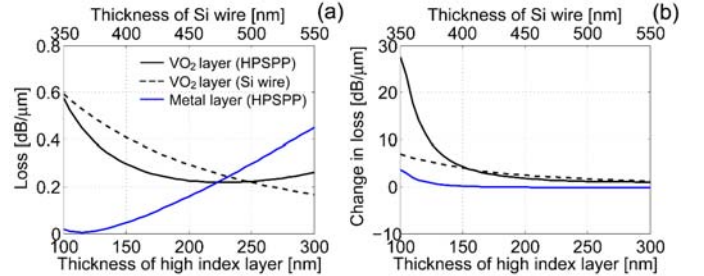 Thickness of Si wire [nm] (a)
350 400 450 500 550
Loss [dB/μm]
0.8
0.6
0.4
0.2
0
VO₂ layer (HPSPP)
VO₂ layer (Si wire)
Metal layer (HPSPP)
100 150 200 250 300
Thickness of high index layer [nm]
Thickness of Si wire [nm] (b)
350 400 450 500 550
Change in loss [dB/μm]
30
20
10
0
−10
100 150 200 250 300
Thickness of high index layer [nm]